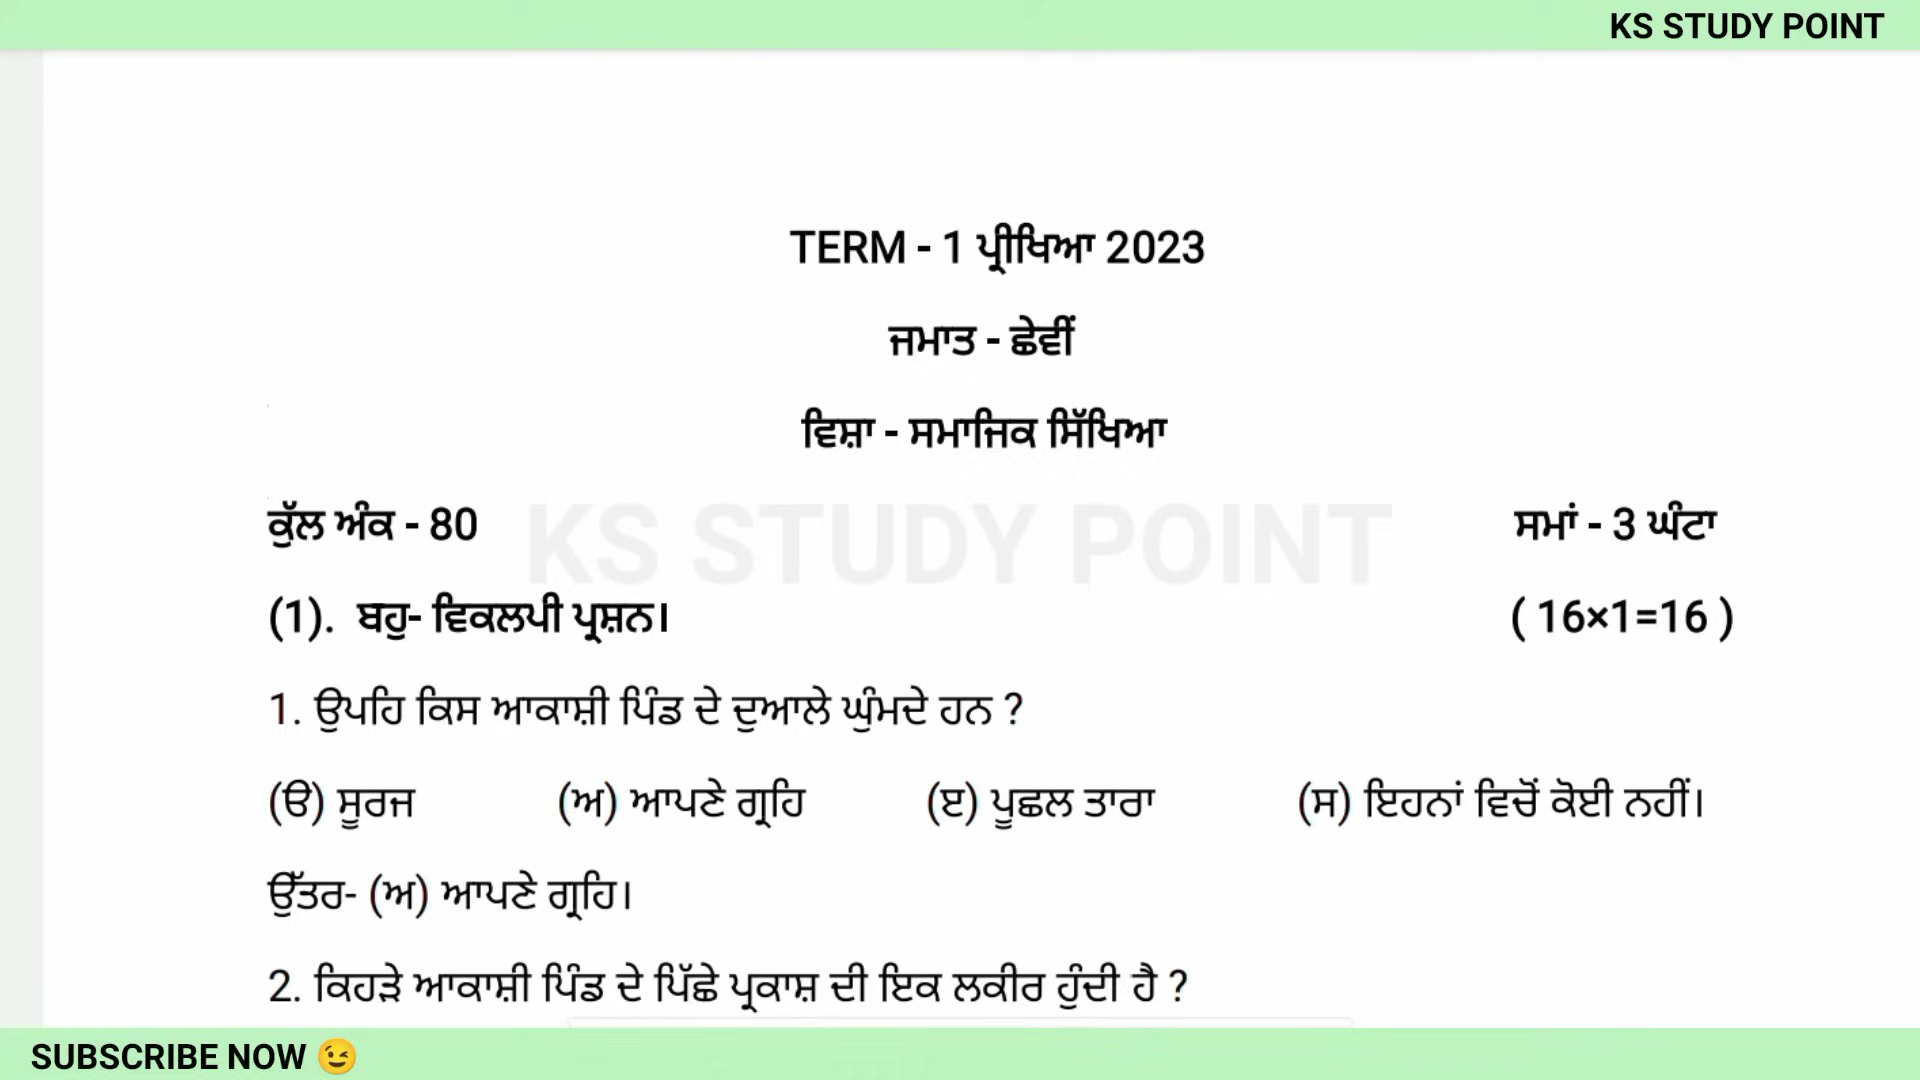 KS STUDY POINT
TERM - 1 ਪ੍ਰੀਖਿਆ 2023
ਜਮਾਤ - ਛੇਵੀਂ
ਵਿਸ਼ਾ - ਸਮਾਜਿਕ ਸਿੱਖਿਆ
ਕੁੱਲ ਅੰਕ - 80 ਸਮਾਂ - 3 ਘੰਟਾ
KS STUDY POINT
(1). ਬਹੁ- ਵਿਕਲਪੀ ਪ੍ਰਸ਼ਨ। ( 16×1=16 )
1. ਉਪਹਿ ਕਿਸ ਆਕਾਸ਼ੀ ਪਿੰਡ ਦੇ ਦੁਆਲੇ ਘੁੰਮਦੇ ਹਨ ?
(ੳ) ਸੂਰਜ (ਅ) ਆਪਣੇ ਗ੍ਰਹਿ (ੲ) ਪੂਛਲ ਤਾਰਾ (ਸ) ਇਹਨਾਂ ਵਿਚੋਂ ਕੋਈ ਨਹੀਂ।
ਉੱਤਰ- (ਅ) ਆਪਣੇ ਗ੍ਰਹਿ।
2. ਕਿਹੜੇ ਆਕਾਸ਼ੀ ਪਿੰਡ ਦੇ ਪਿੱਛੇ ਪ੍ਰਕਾਸ਼ ਦੀ ਇਕ ਲਕੀਰ ਹੁੰਦੀ ਹੈ ?
SUBSCRIBE NOW 😉